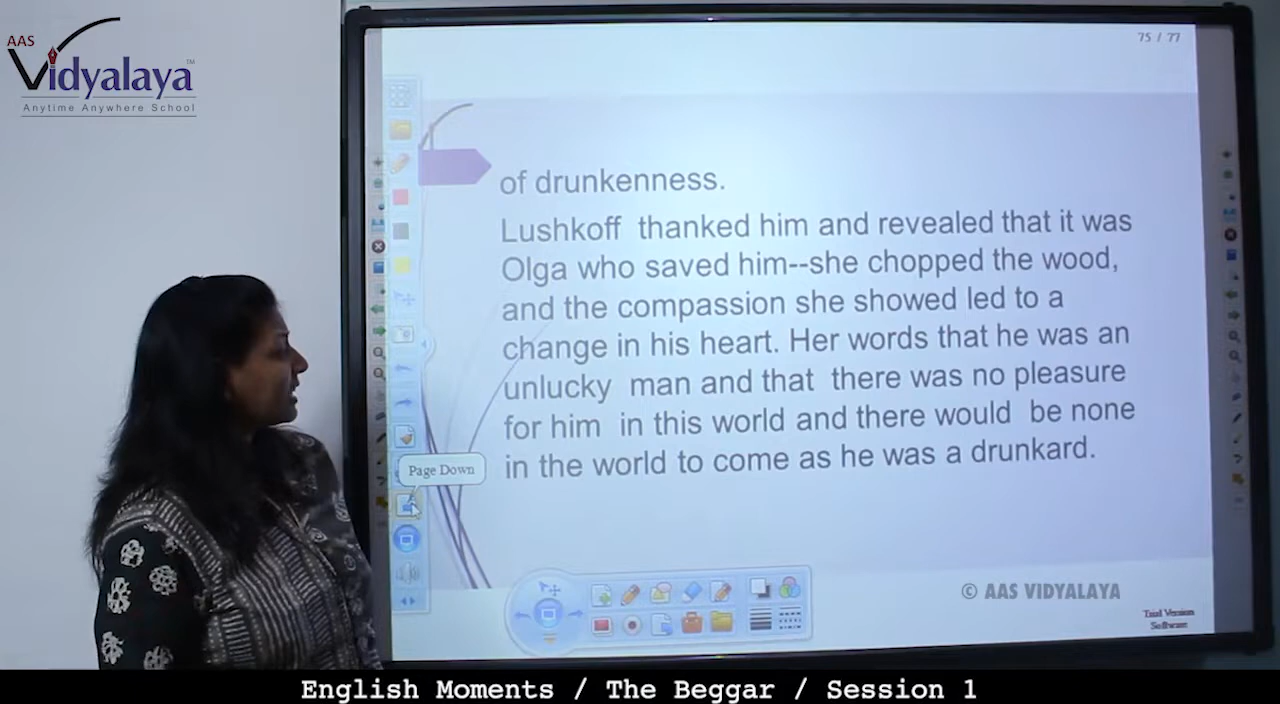 AAS
Vidyalaya
TM
Anytime Anywhere School
75 / 77
of drunkenness.
Lushkoff thanked him and revealed that it was
Olga who saved him--she chopped the wood,
and the compassion she showed led to a
change in his heart. Her words that he was an
unlucky man and that there was no pleasure
for him in this world and there would be none
in the world to come as he was a drunkard.
Page Down
© AAS VIDYALAYA
Trial Version
Software
English Moments / The Beggar / Session 1